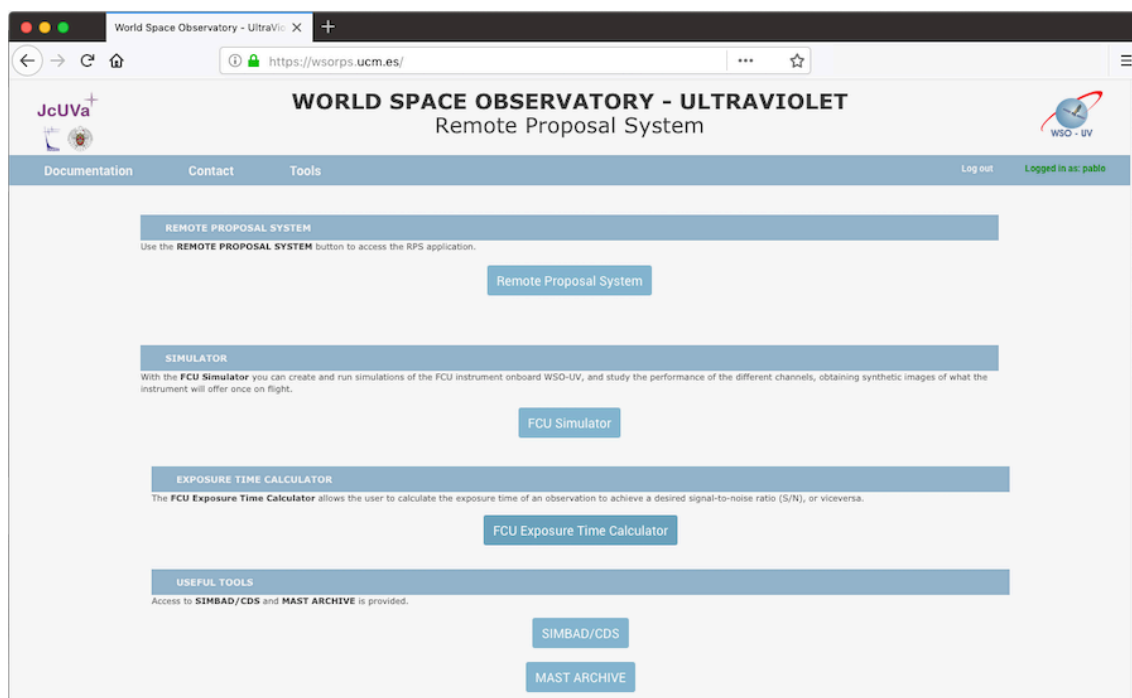 World Space Observatory - UltraVio
https://wsorps.ucm.es/
JcUVa
WORLD SPACE OBSERVATORY - ULTRAVIOLET
Remote Proposal System
WSO - UV
Documentation Contact Tools Log out Logged in as: pablo
REMOTE PROPOSAL SYSTEM
Use the REMOTE PROPOSAL SYSTEM button to access the RPS application.
Remote Proposal System
SIMULATOR
With the FCU Simulator you can create and run simulations of the FCU instrument onboard WSO-UV, and study the performance of the different channels, obtaining synthetic images of what the
instrument will offer once on flight.
FCU Simulator
EXPOSURE TIME CALCULATOR
The FCU Exposure Time Calculator allows the user to calculate the exposure time of an observation to achieve a desired signal-to-noise ratio (S/N), or viceversa.
FCU Exposure Time Calculator
USEFUL TOOLS
Access to SIMBAD/CDS and MAST ARCHIVE is provided.
SIMBAD/CDS
MAST ARCHIVE